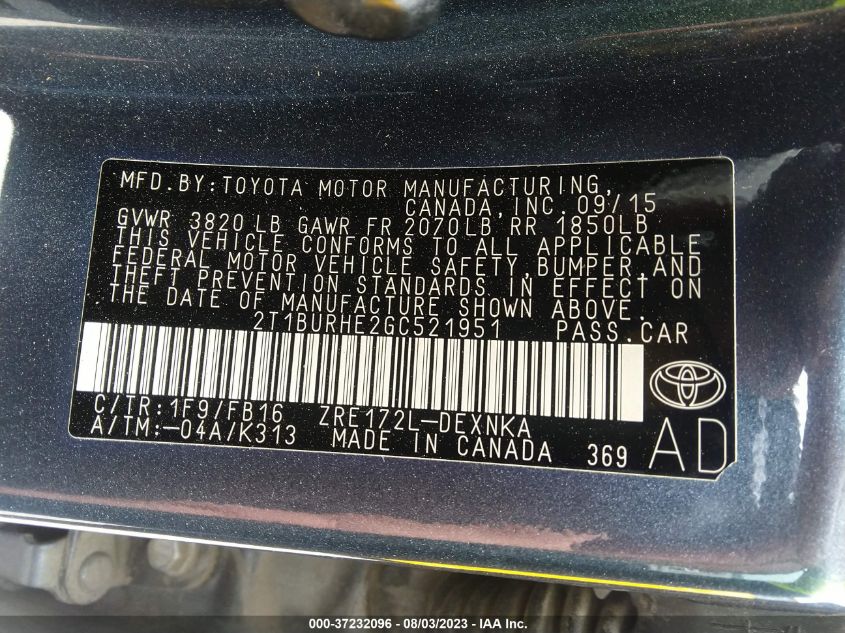 MFD.BY:TOYOTA MOTOR MANUFACTURING,
CANADA,INC. 09/15
GVWR 3820 LB GAWR FR 2070LB RR 1850LB
THIS VEHICLE CONFORMS TO ALL APPLICABLE
FEDERAL MOTOR VEHICLE SAFETY,BUMPER,AND
THEFT PREVENTION STANDARDS IN EFFECT ON
THE DATE OF MANUFACTURE SHOWN ABOVE.
2T1BURHE2GC521951 PASS.CAR
C/TR:1F9/FB16 ZRE172L-DEXNKA
A/TM:-04A/K313 MADE IN CANADA 369 AD
000-37232096 - 08/03/2023 - IAA Inc.